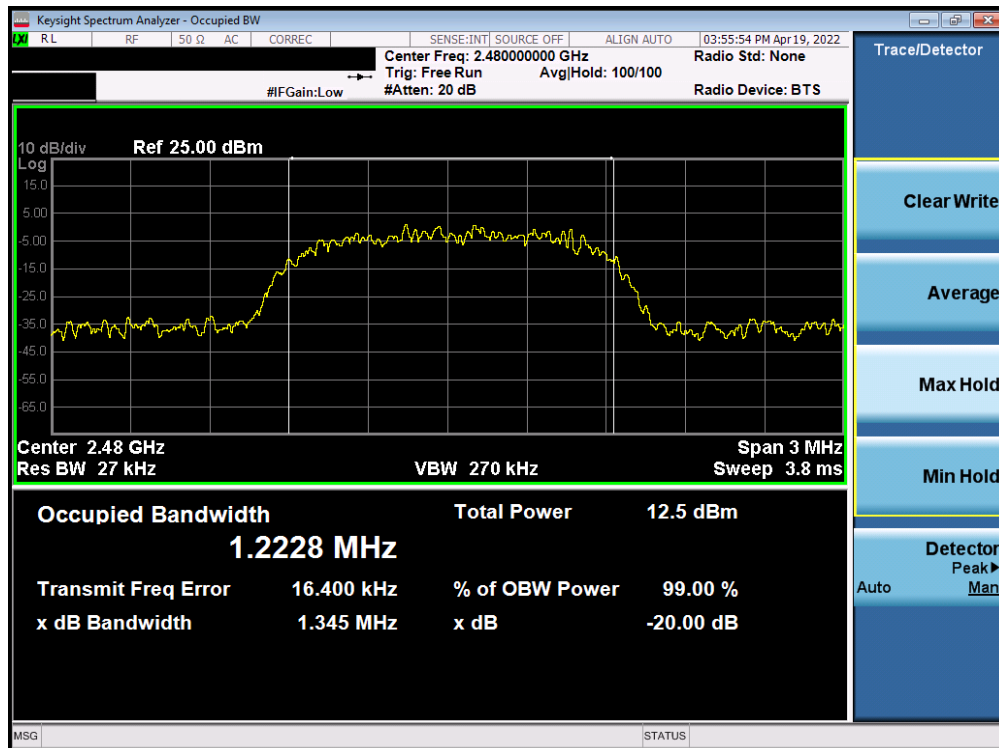 Keysight Spectrum Analyzer - Occupied BW
LXI RL RF 50 Ω AC CORREC SENSE:INT SOURCE OFF ALIGN AUTO 03:55:54 PM Apr 19, 2022
Center Freq: 2.480000000 GHz Radio Std: None
Trig: Free Run Avg|Hold: 100/100
#IFGain:Low #Atten: 20 dB Radio Device: BTS
10 dB/div Ref 25.00 dBm
Log
15.0
5.00
-5.00
-15.0
-25.0
-35.0
-45.0
-55.0
-65.0
Center 2.48 GHz Span 3 MHz
Res BW 27 kHz VBW 270 kHz Sweep 3.8 ms
Occupied Bandwidth Total Power 12.5 dBm
1.2228 MHz
Transmit Freq Error 16.400 kHz % of OBW Power 99.00 %
x dB Bandwidth 1.345 MHz x dB -20.00 dB
MSG STATUS
Trace/Detector
Clear Write
Average
Max Hold
Min Hold
Detector
Peak▶
Auto Man